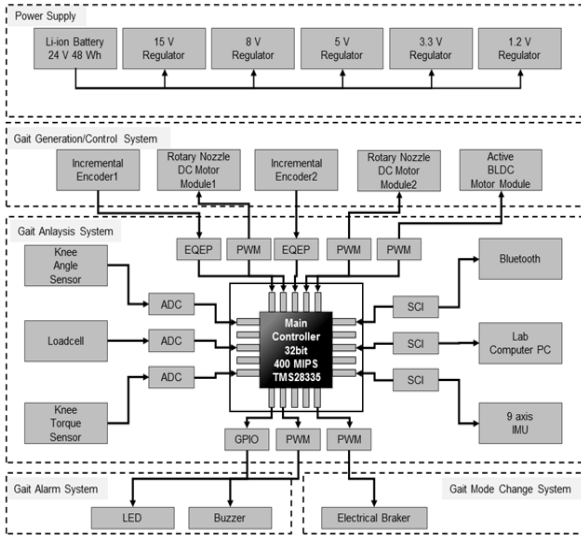 Power Supply
Li-ion Battery
24 V 48 Wh
15 V
Regulator
8 V
Regulator
5 V
Regulator
3.3 V
Regulator
1.2 V
Regulator
Gait Generation/Control System
Incremental
Encoder1
Rotary Nozzle
DC Motor
Module1
Incremental
Encoder2
Rotary Nozzle
DC Motor
Module2
Active
BLDC
Motor Module
Gait Anlaysis System
EQEP
PWM
EQEP
PWM
PWM
Knee
Angle
Sensor
ADC
Loadcell
ADC
Knee
Torque
Sensor
ADC
Main
Controller
32bit
400 MIPS
TMS28335
SCI
Bluetooth
SCI
Lab
Computer PC
SCI
9 axis
IMU
GPIO
PWM
PWM
Gait Alarm System
LED
Buzzer
Gait Mode Change System
Electrical Braker